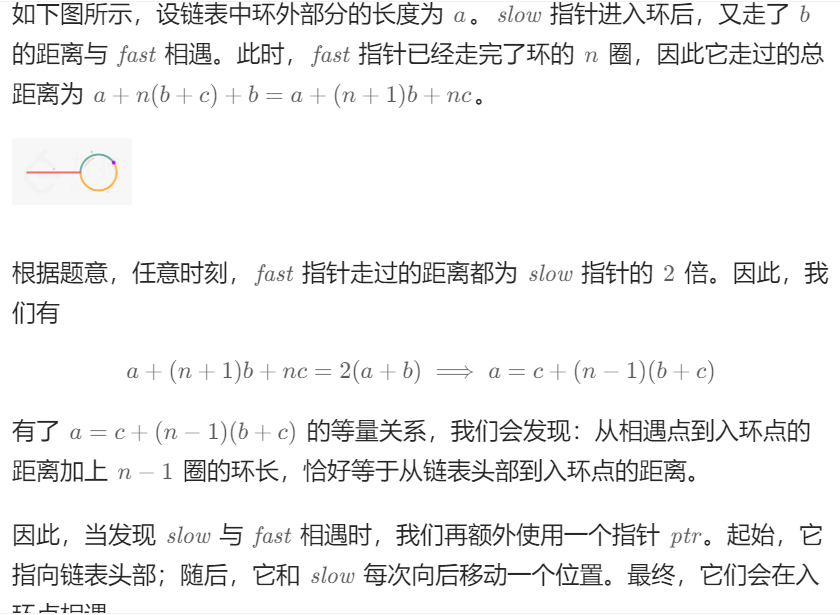 如下图所示，设链表中环外部分的长度为 a。slow 指针进入环后，又走了 b
的距离与 fast 相遇。此时，fast 指针已经走完了环的 n 圈，因此它走过的总
距离为 a + n(b + c) + b = a + (n + 1)b + nc。
根据题意，任意时刻，fast 指针走过的距离都为 slow 指针的 2 倍。因此，我
们有
a + (n + 1)b + nc = 2(a + b) ⟹ a = c + (n − 1)(b + c)
有了 a = c + (n − 1)(b + c) 的等量关系，我们会发现：从相遇点到入环点的
距离加上 n − 1 圈的环长，恰好等于从链表头部到入环点的距离。
因此，当发现 slow 与 fast 相遇时，我们再额外使用一个指针 ptr。起始，它
指向链表头部；随后，它和 slow 每次向后移动一个位置。最终，它们会在入
环点相遇